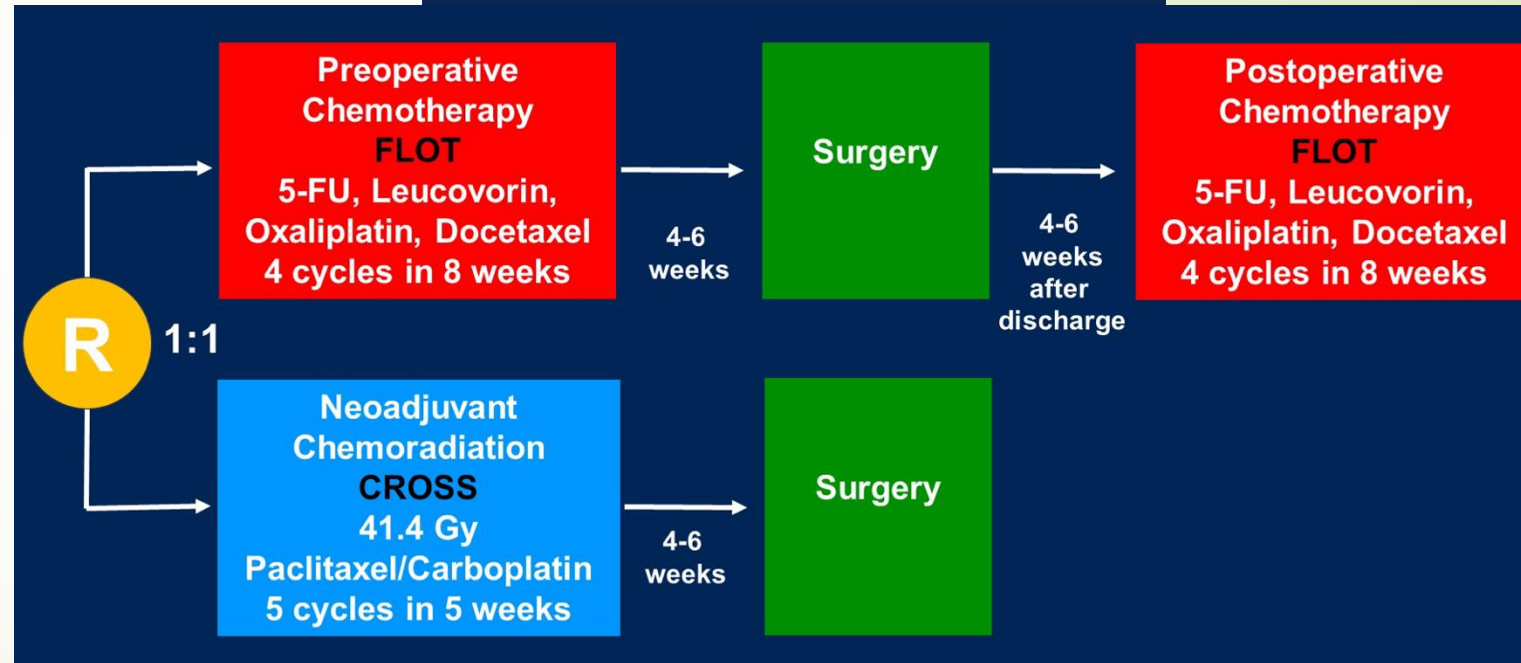 R
1:1
Preoperative
Chemotherapy
FLOT
5-FU, Leucovorin,
Oxaliplatin, Docetaxel
4 cycles in 8 weeks
4-6
weeks
Surgery
4-6
weeks
after
discharge
Postoperative
Chemotherapy
FLOT
5-FU, Leucovorin,
Oxaliplatin, Docetaxel
4 cycles in 8 weeks
Neoadjuvant
Chemoradiation
CROSS
41.4 Gy
Paclitaxel/Carboplatin
5 cycles in 5 weeks
4-6
weeks
Surgery